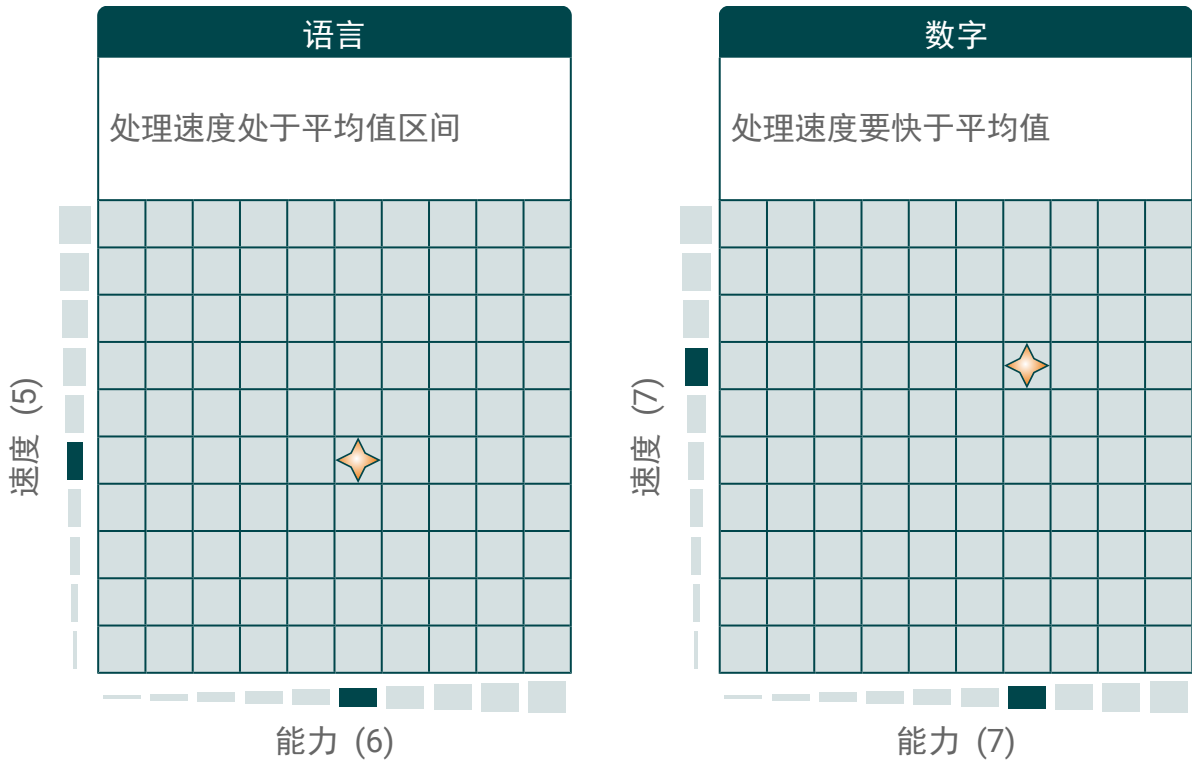 语言
处理速度处于平均值区间
速度 (5)
能力 (6)
数字
处理速度要快于平均值
速度 (7)
能力 (7)